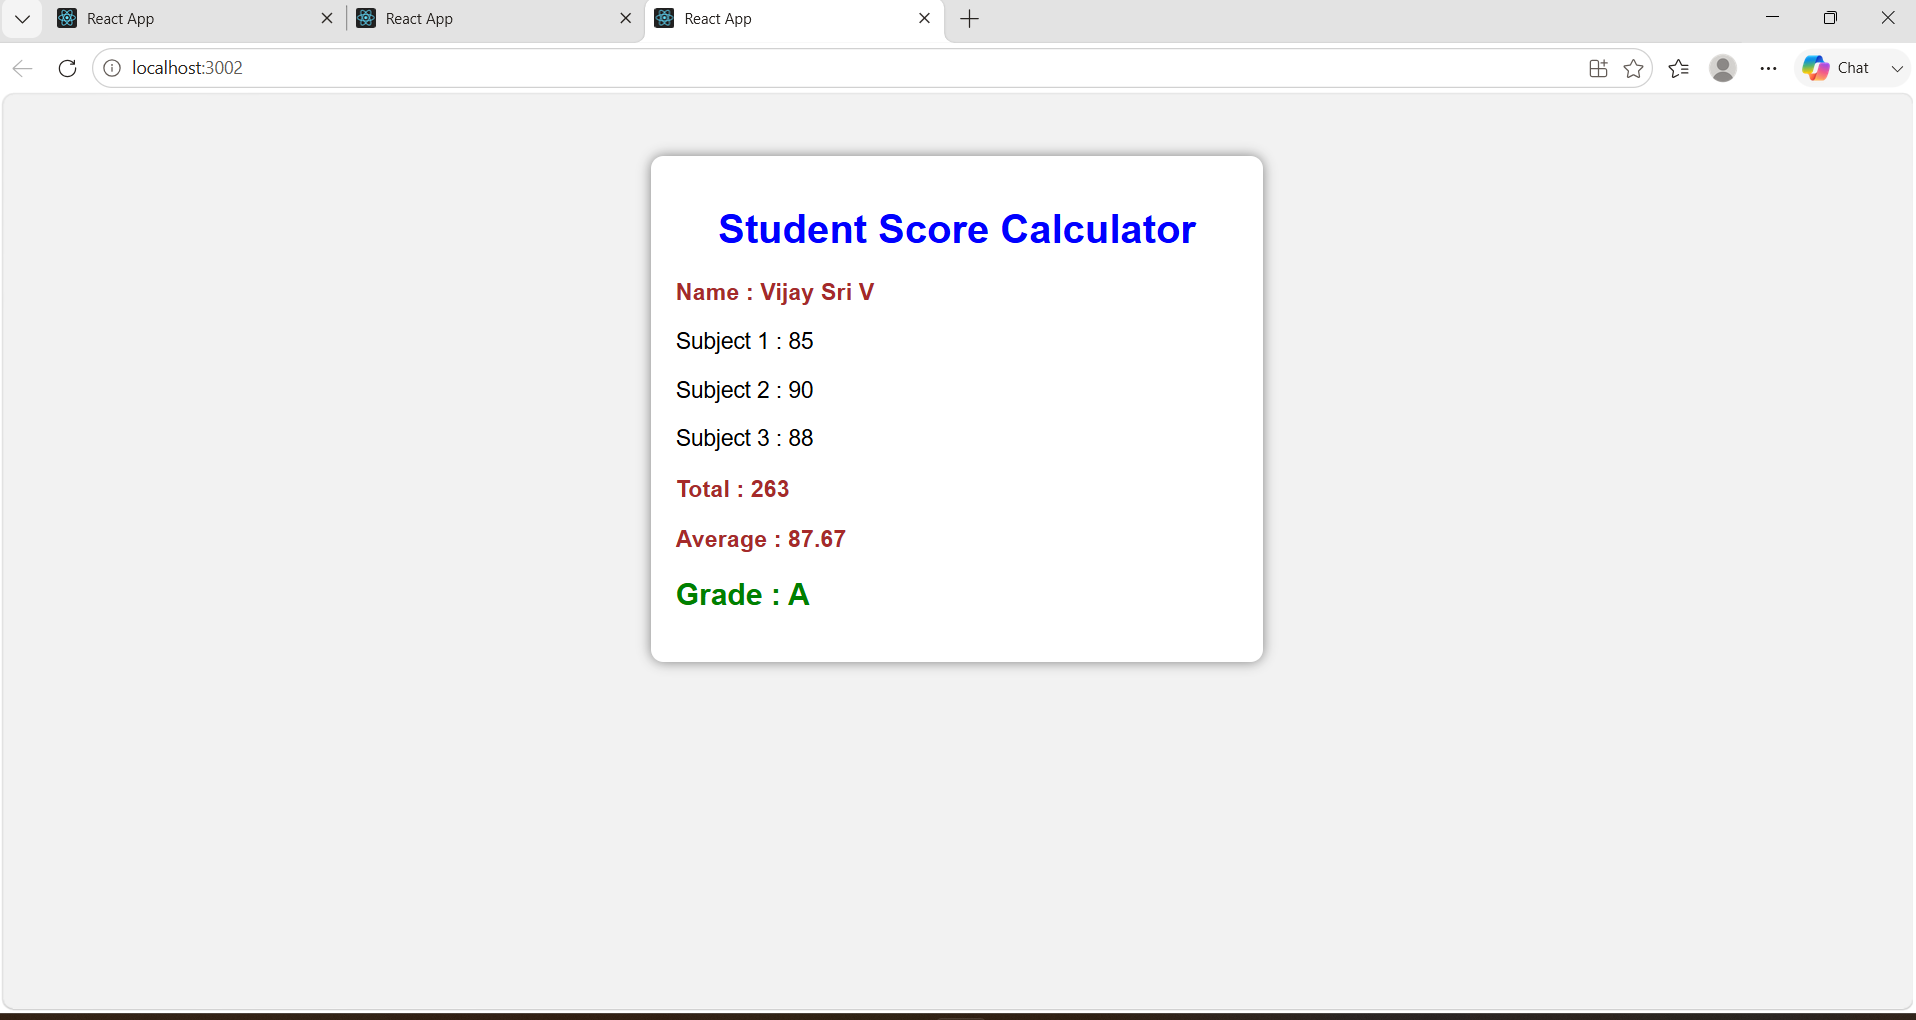 React App
React App
React App
localhost:3002
Chat
Student Score Calculator
Name : Vijay Sri V
Subject 1 : 85
Subject 2 : 90
Subject 3 : 88
Total : 263
Average : 87.67
Grade : A